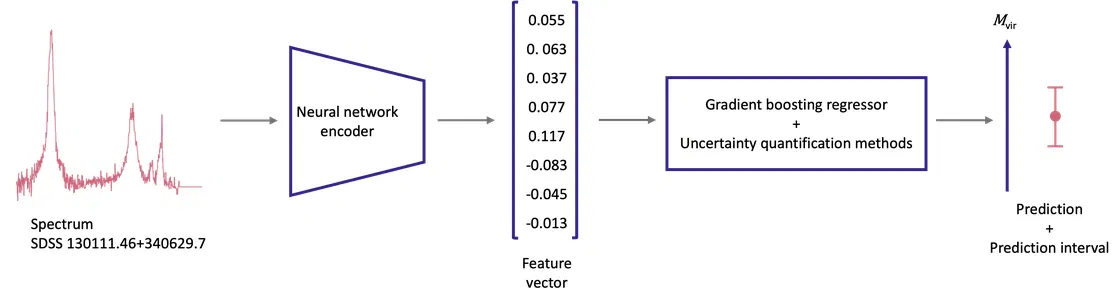 Spectrum
SDSS 130111.46+340629.7
Neural network
encoder
0.055
0. 063
0. 037
0.077
0.117
-0.083
-0.045
-0.013
Feature
vector
Gradient boosting regressor
+
Uncertainty quantification methods
Mvir
Prediction
+
Prediction interval